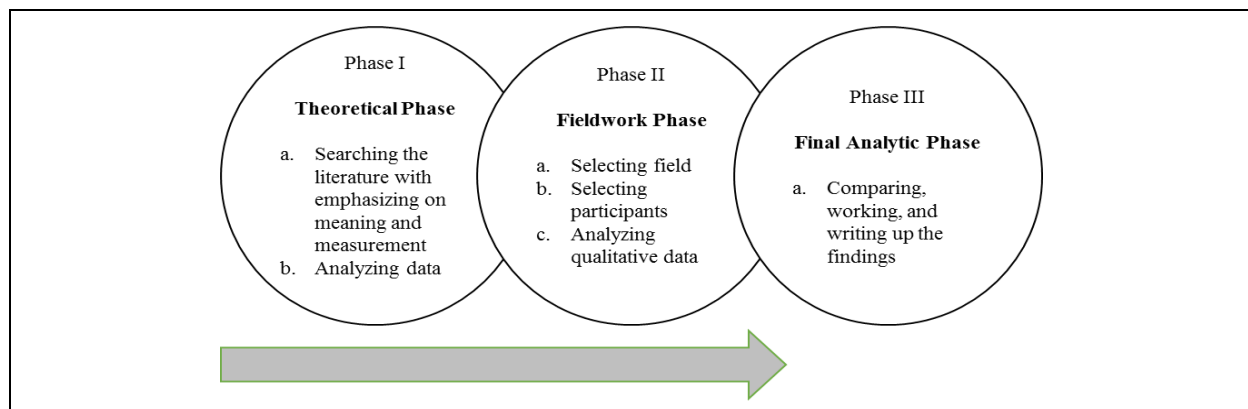 Phase I
Theoretical Phase
a. Searching the
literature with
emphasizing on
meaning and
measurement
b. Analyzing data
Phase II
Fieldwork Phase
a. Selecting field
b. Selecting
participants
c. Analyzing
qualitative data
Phase III
Final Analytic Phase
a. Comparing,
working, and
writing up the
findings